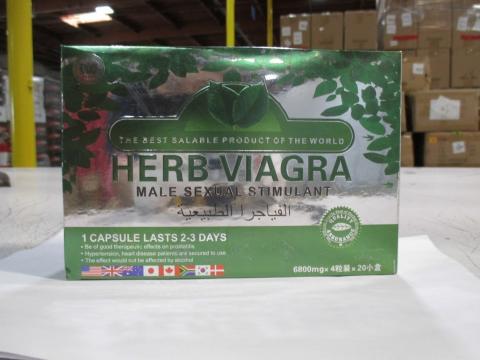 THE BEST SALABLE PRODUCT OF THE WORLD
HERB VIAGRA
MALE SEXUAL STIMULANT
الفياجرا الطبيعية
1 CAPSULE LASTS 2-3 DAYS
• Be of good therapeutic effects on prostatitis
• Hypertension, heart disease patients are secured to use
• The effect would not be affected by alcohol
QUALITY
6800mg× 4粒装 x 20小盒